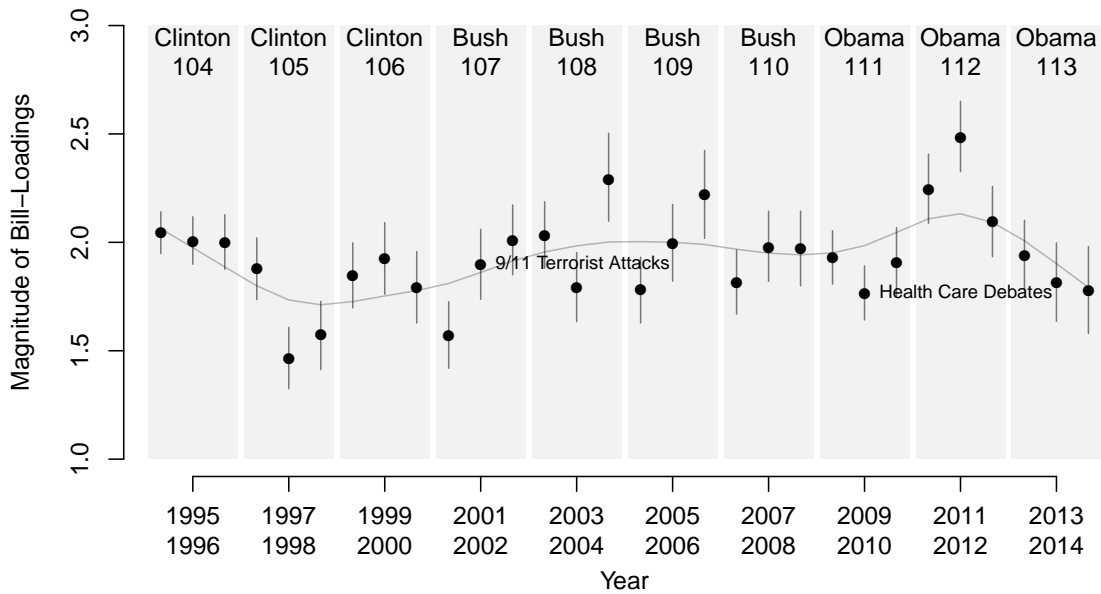 Clinton Clinton Clinton Bush Bush Bush Bush Obama Obama Obama
104 105 106 107 108 109 110 111 112 113
3.0
2.5
2.0
1.5
1.0
Magnitude of Bill−Loadings
9/11 Terrorist Attacks
Health Care Debates
1995 1997 1999 2001 2003 2005 2007 2009 2011 2013
1996 1998 2000 2002 2004 2006 2008 2010 2012 2014
Year